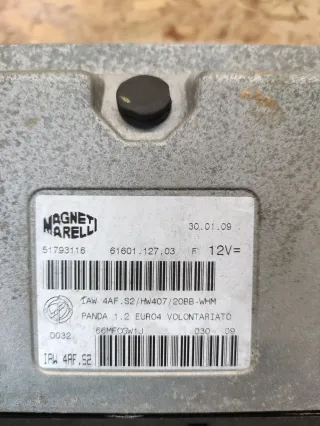 MAGNETI
MARELLI
30.01.09
51793116 61601.127.03 F 12V=
IAW 4AF.S2/HW407/20BB-WHM
PANDA 1.2 EURO4 VOLONTARIATO
0032 66MFCGW1J 030 09
IAW 4AF.S2